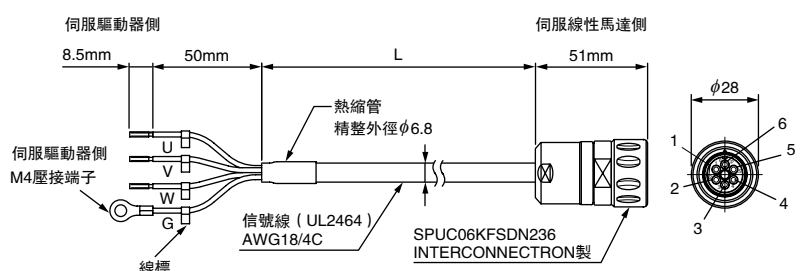 伺服驅動器側
伺服線性馬達側
8.5mm
50mm
L
51mm
φ28
熱縮管
精整外徑φ6.8
6
1
5
U
伺服驅動器側
M4壓接端子
V
2
4
W
3
G
信號線（UL2464）
AWG18/4C
SPUC06KFSDN236
INTERCONNECTRON製
線標